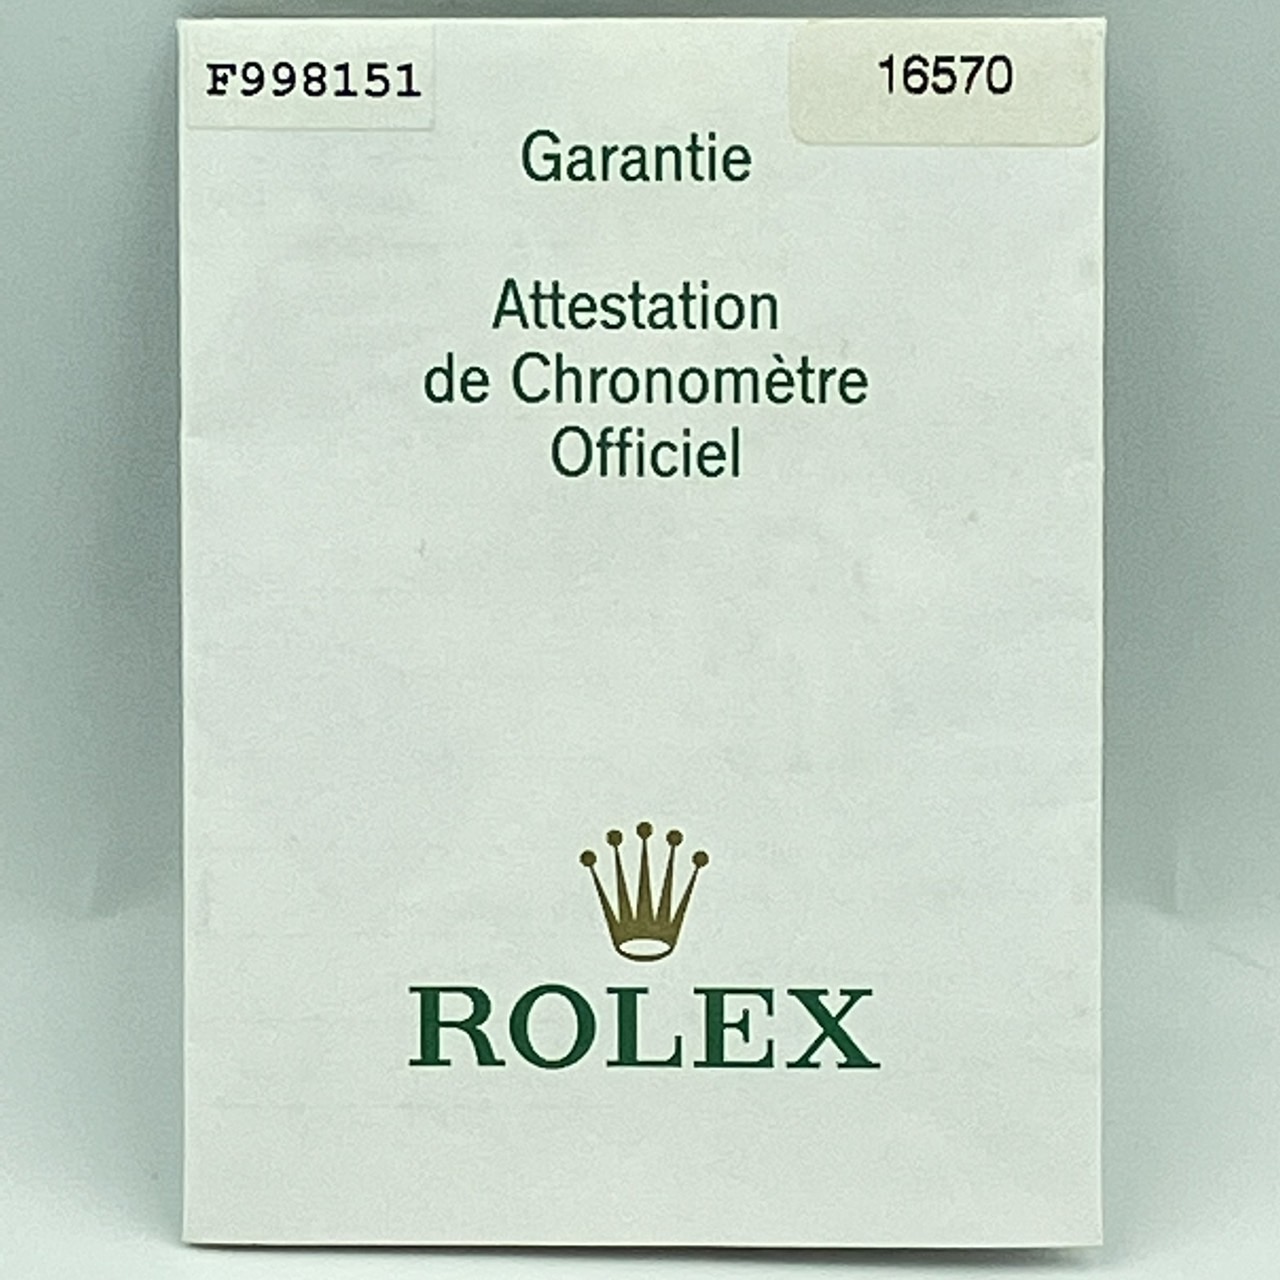 F998151
16570
Garantie
Attestation
de Chronomètre
Officiel
ROLEX